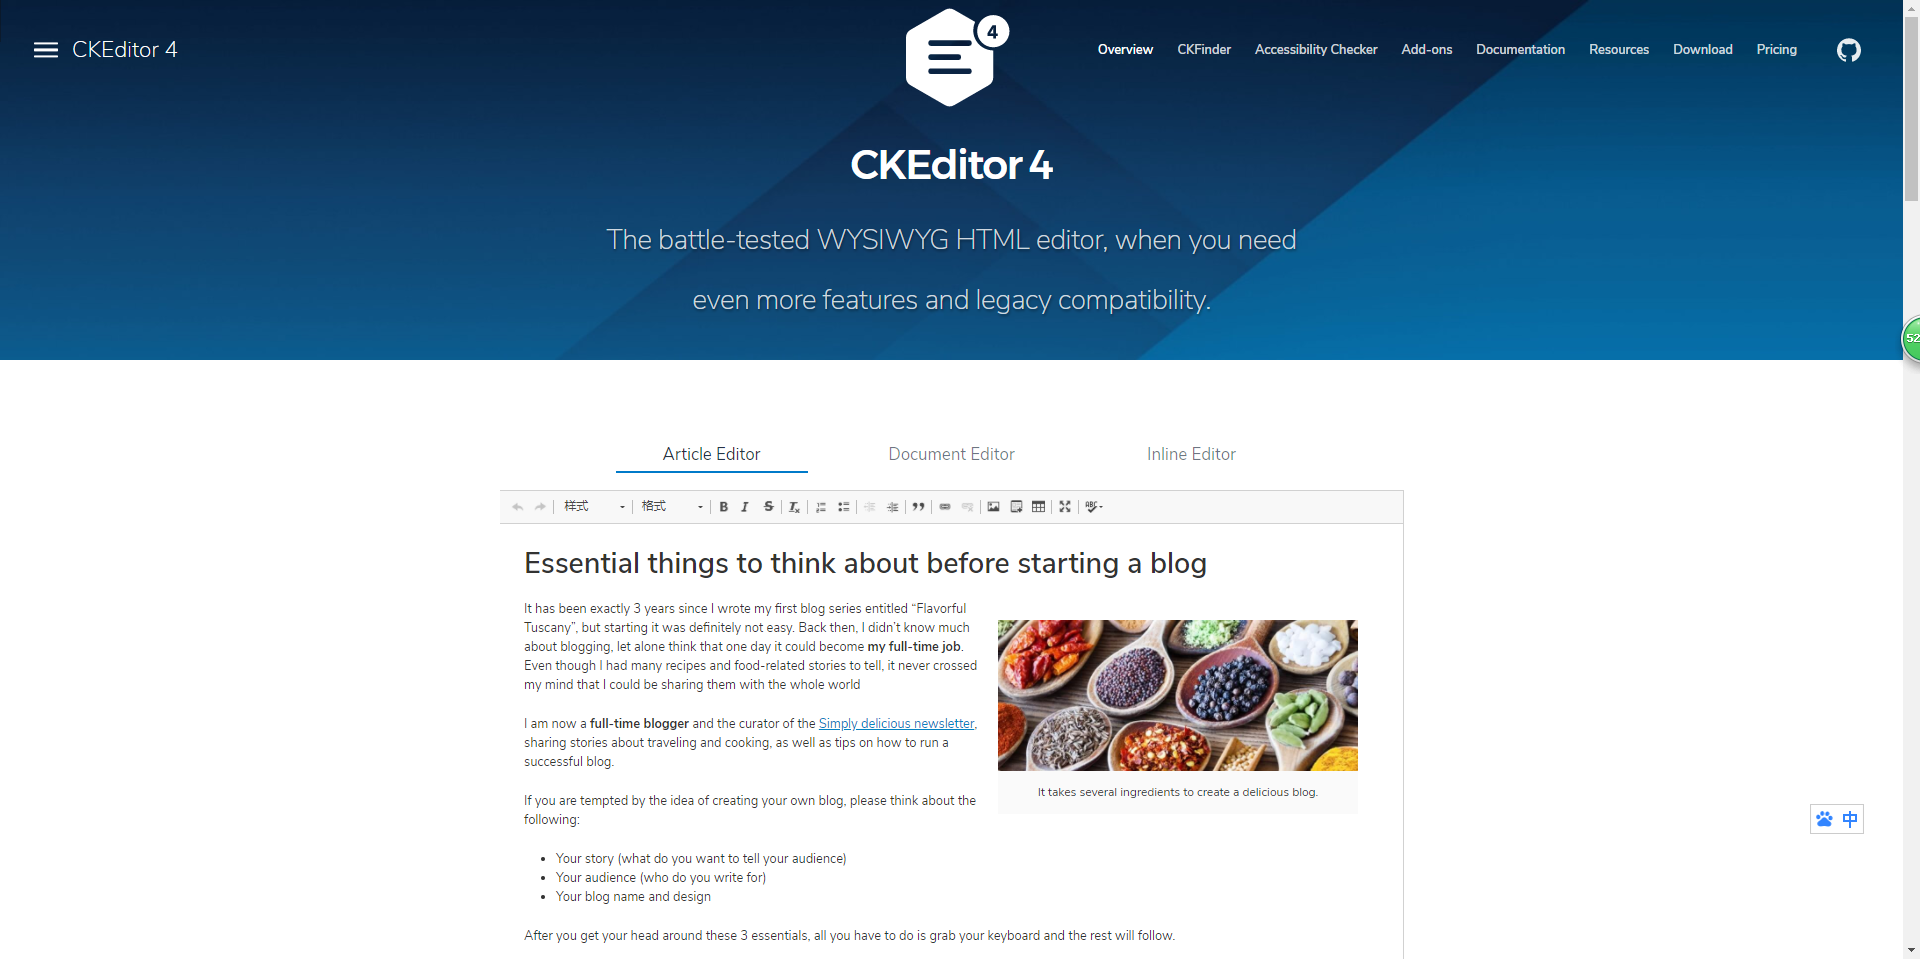 CKEditor 4
4
Overview CKFinder Accessibility Checker Add-ons Documentation Resources Download Pricing
CKEditor 4
The battle-tested WYSIWYG HTML editor, when you need
even more features and legacy compatibility.
52
Article Editor Document Editor Inline Editor
样式 格式 B I S Tx ABC
Essential things to think about before starting a blog
It has been exactly 3 years since I wrote my first blog series entitled “Flavorful
Tuscany”, but starting it was definitely not easy. Back then, I didn’t know much
about blogging, let alone think that one day it could become my full-time job.
Even though I had many recipes and food-related stories to tell, it never crossed
my mind that I could be sharing them with the whole world
I am now a full-time blogger and the curator of the Simply delicious newsletter,
sharing stories about traveling and cooking, as well as tips on how to run a
successful blog.
It takes several ingredients to create a delicious blog.
If you are tempted by the idea of creating your own blog, please think about the
following:
• Your story (what do you want to tell your audience)
• Your audience (who do you write for)
• Your blog name and design
After you get your head around these 3 essentials, all you have to do is grab your keyboard and the rest will follow.
中